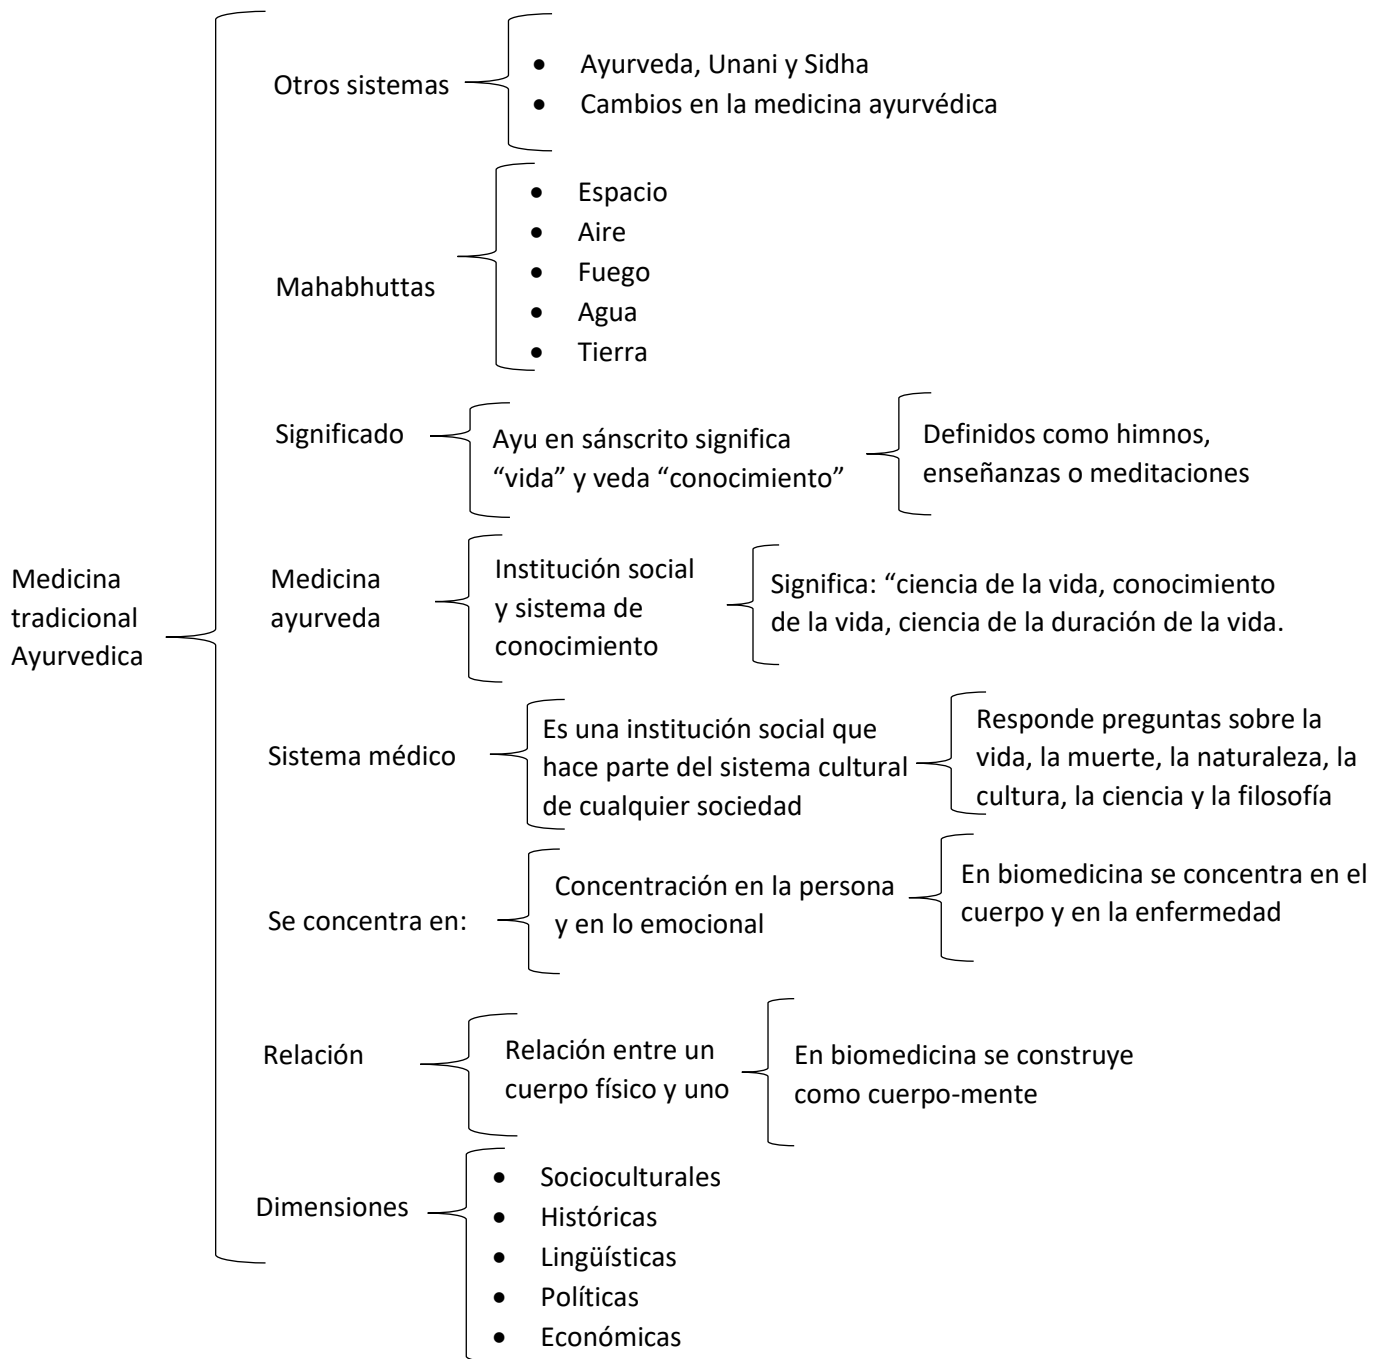 Medicina
tradicional
Ayurvedica
Otros sistemas
• Ayurveda, Unani y Sidha
• Cambios en la medicina ayurvédica
Mahabhuttas
• Espacio
• Aire
• Fuego
• Agua
• Tierra
Significado
Ayu en sánscrito significa
“vida” y veda “conocimiento”
Definidos como himnos,
enseñanzas o meditaciones
Medicina
ayurveda
Institución social
y sistema de
conocimiento
Significa: “ciencia de la vida, conocimiento
de la vida, ciencia de la duración de la vida.
Sistema médico
Es una institución social que
hace parte del sistema cultural
de cualquier sociedad
Responde preguntas sobre la
vida, la muerte, la naturaleza, la
cultura, la ciencia y la filosofía
Se concentra en:
Concentración en la persona
y en lo emocional
En biomedicina se concentra en el
cuerpo y en la enfermedad
Relación
Relación entre un
cuerpo físico y uno
En biomedicina se construye
como cuerpo-mente
Dimensiones
• Socioculturales
• Históricas
• Lingüísticas
• Políticas
• Económicas